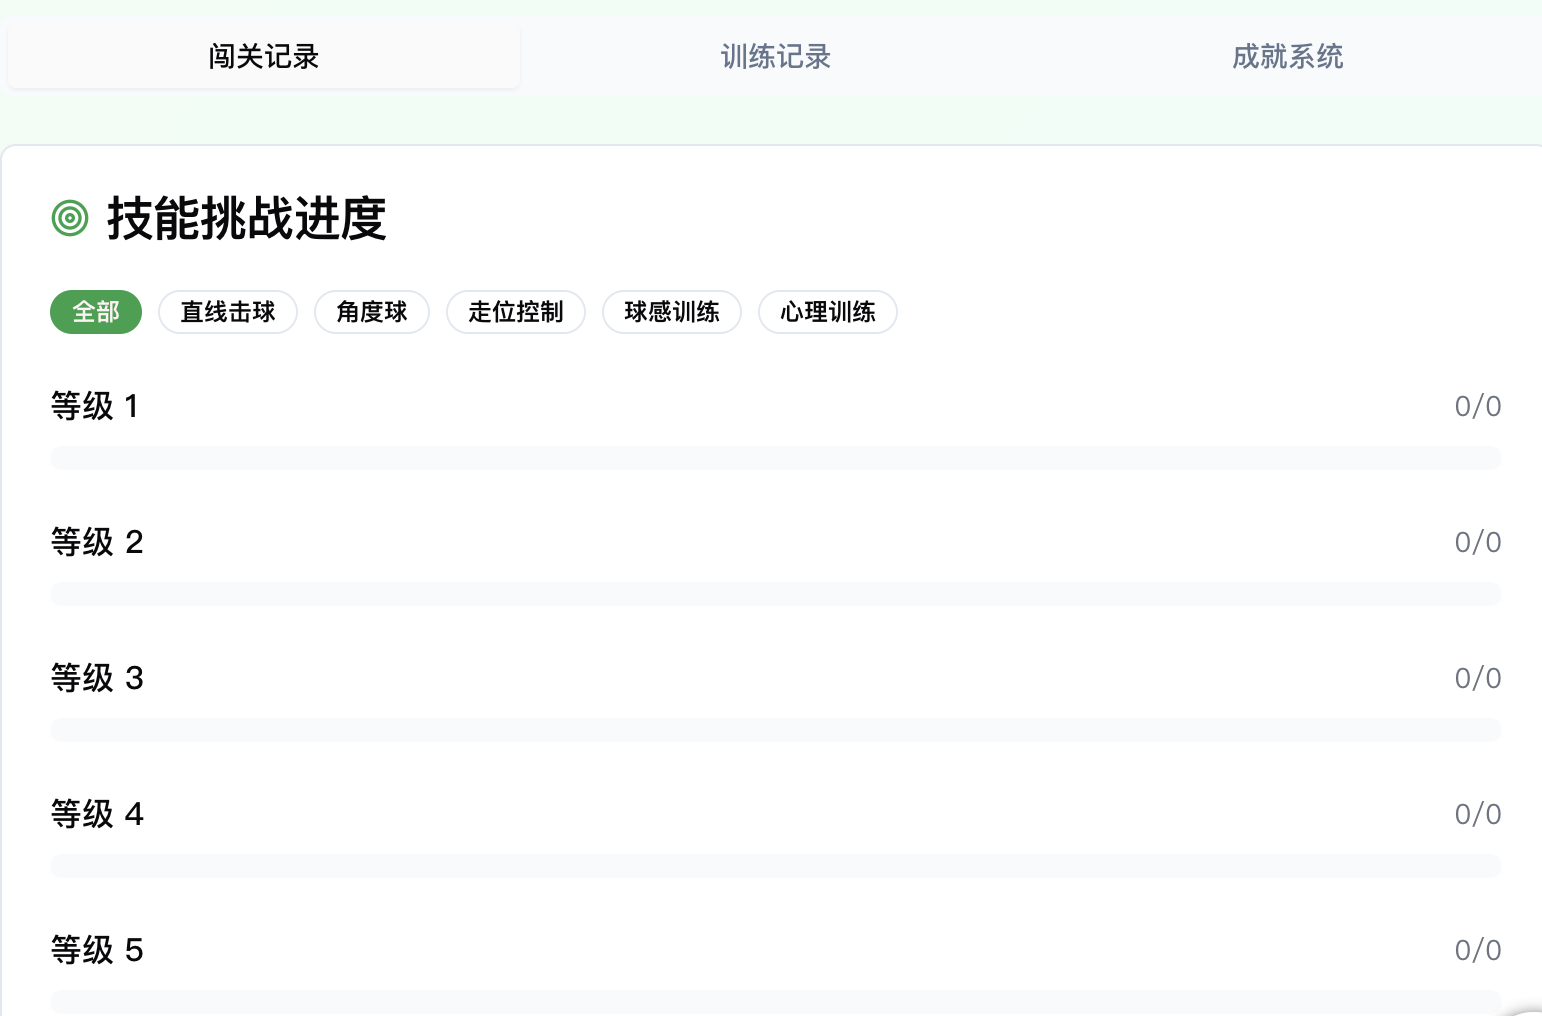 闯关记录 训练记录 成就系统
技能挑战进度
全部 直线击球 角度球 走位控制 球感训练 心理训练
等级 1 0/0
等级 2 0/0
等级 3 0/0
等级 4 0/0
等级 5 0/0